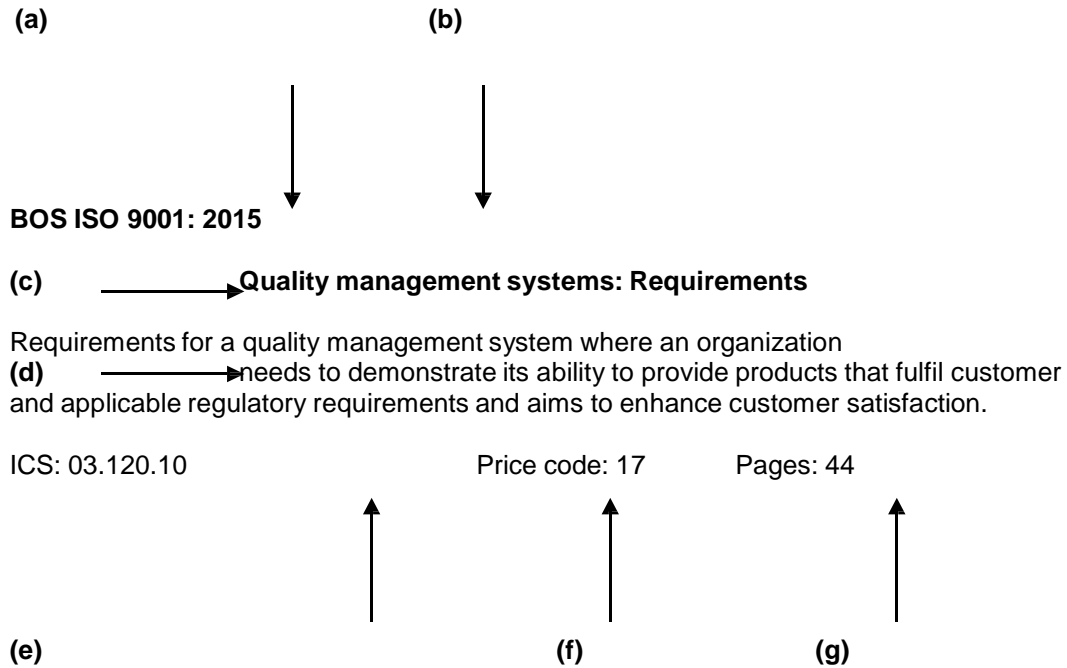 (a) (b)
BOS ISO 9001: 2015
(c) Quality management systems: Requirements
Requirements for a quality management system where an organization
(d) needs to demonstrate its ability to provide products that fulfil customer
and applicable regulatory requirements and aims to enhance customer satisfaction.
ICS: 03.120.10 Price code: 17 Pages: 44
(e) (f) (g)